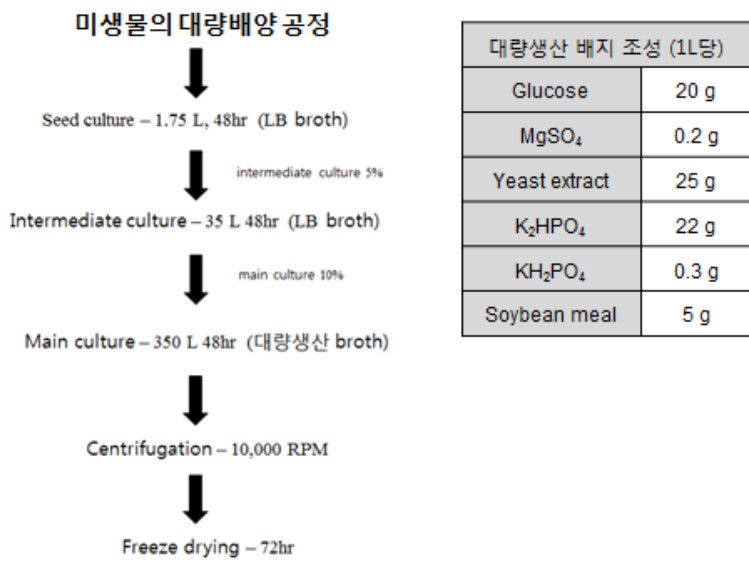 미생물의 대량배양 공정
Seed culture – 1.75 L, 48hr (LB broth)
intermediate culture 5%
Intermediate culture – 35 L 48hr (LB broth)
main culture 10%
Main culture – 350 L 48hr (대량생산 broth)
Centrifugation – 10,000 RPM
Freeze drying – 72hr
대량생산 배지 조성 (1L당)
Glucose 20 g
MgSO₄ 0.2 g
Yeast extract 25 g
K₂HPO₄ 22 g
KH₂PO₄ 0.3 g
Soybean meal 5 g